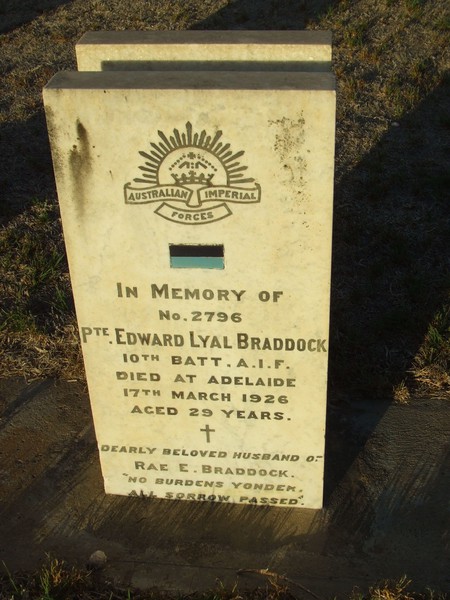 AUSTRALIAN IMPERIAL
FORCES
IN MEMORY OF
NO. 2796
PTE. EDWARD LYAL BRADDOCK
10TH BATT. A.I.F.
DIED AT ADELAIDE
17TH MARCH 1926
AGED 29 YEARS.
DEARLY BELOVED HUSBAND OF
RAE E. BRADDOCK.
"NO BURDENS YONDER,
ALL SORROW PASSED".